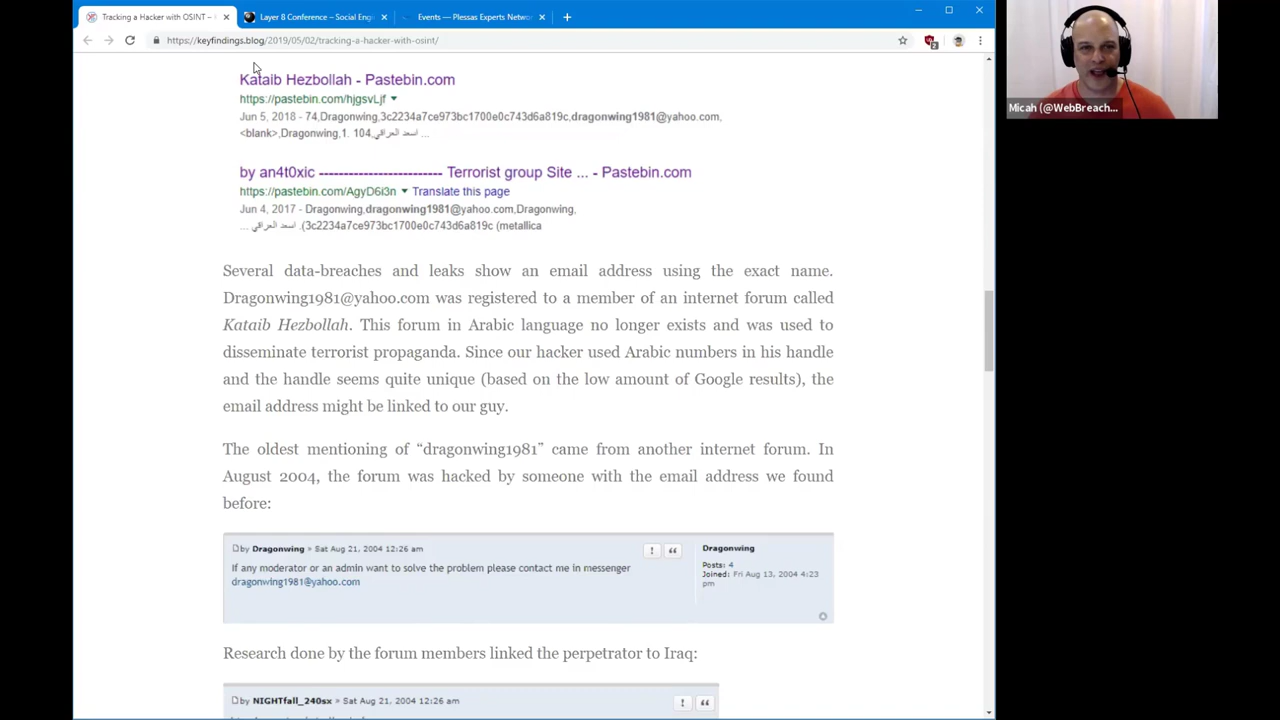 Tracking a Hacker with OSINT –
Layer 8 Conference – Social Eng
Events — Plessas Experts Netwo
https://keyfindings.blog/2019/05/02/tracking-a-hacker-with-osint/
Micah (@WebBreach...
Kataib Hezbollah - Pastebin.com
https://pastebin.com/hjgsvLjf
Jun 5, 2018 - 74,Dragonwing,3c2234a7ce973bc1700e0c743d6a819c,dragonwing1981@yahoo.com,
<blank>,Dragonwing,1. 104,اسعد العراقي ...
by an4t0xic ------------------------- Terrorist group Site ... - Pastebin.com
https://pastebin.com/AgyD6i3n Translate this page
Jun 4, 2017 - Dragonwing,dragonwing1981@yahoo.com,Dragonwing,
... اسعد العراقي .(3c2234a7ce973bc1700e0c743d6a819c (metallica
Several data-breaches and leaks show an email address using the exact name.
Dragonwing1981@yahoo.com was registered to a member of an internet forum called
Kataib Hezbollah. This forum in Arabic language no longer exists and was used to
disseminate terrorist propaganda. Since our hacker used Arabic numbers in his handle
and the handle seems quite unique (based on the low amount of Google results), the
email address might be linked to our guy.
The oldest mentioning of “dragonwing1981” came from another internet forum. In
August 2004, the forum was hacked by someone with the email address we found
before:
by Dragonwing » Sat Aug 21, 2004 12:26 am
If any moderator or an admin want to solve the problem please contact me in messenger
dragonwing1981@yahoo.com
Dragonwing
Posts: 4
Joined: Fri Aug 13, 2004 4:23
pm
Research done by the forum members linked the perpetrator to Iraq:
by NIGHTfall_240sx » Sat Aug 21, 2004 12:26 am